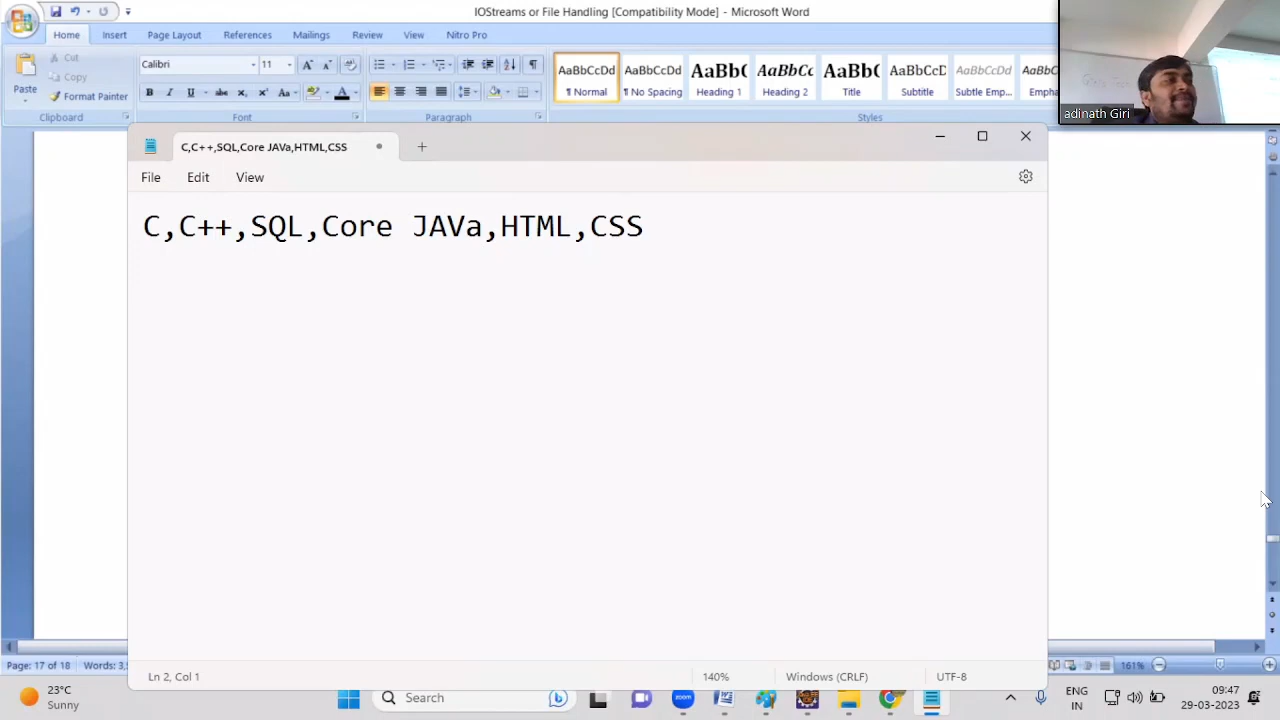 IOStreams or File Handling [Compatibility Mode] - Microsoft Word
Home Insert Page Layout References Mailings Review View Nitro Pro
Paste
Cut
Copy
Format Painter
Clipboard
Calibri 11
Font
Paragraph
AaBbCcDd AaBbCcDd AaBb( AaBbCc AaBb( AaBbCcD AaBbCcDd AaBbC
¶ Normal ¶ No Spacing Heading 1 Heading 2 Title Subtitle Subtle Emp... Empha
Styles
adinath Giri
C,C++,SQL,Core JAVa,HTML,CSS
File Edit View
C,C++,SQL,Core JAVa,HTML,CSS
Ln 2, Col 1 140% Windows (CRLF) UTF-8
Page: 17 of 18 Words: 3, 161%
23°C
Sunny
Search
ENG
IN
09:47
29-03-2023